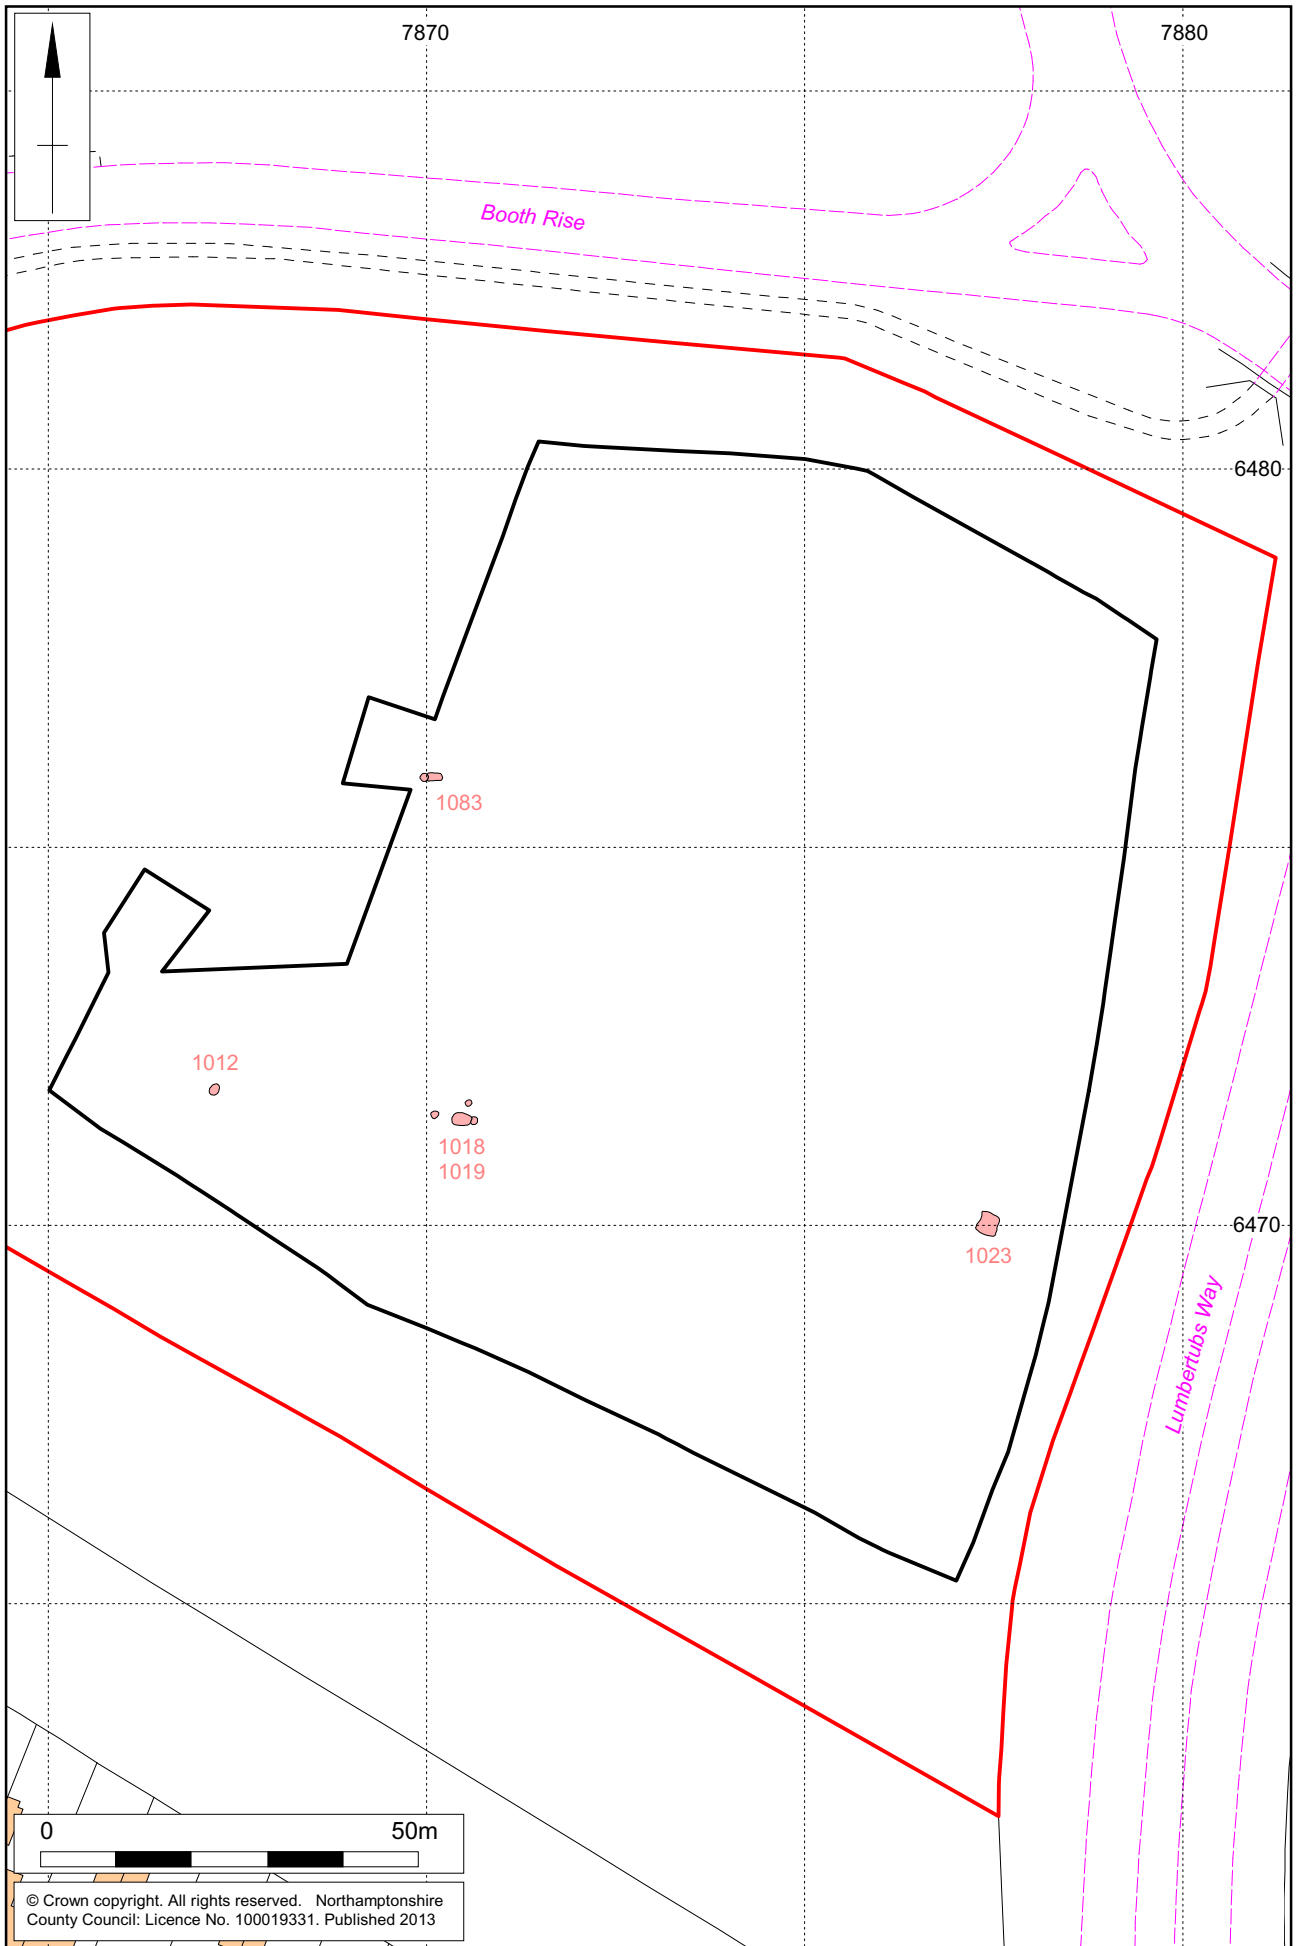 7870
7880
Booth Rise
6480
1083
1012
1018
1019
6470
1023
Lumbertubs Way
0 50m
© Crown copyright. All rights reserved. Northamptonshire
County Council: Licence No. 100019331. Published 2013